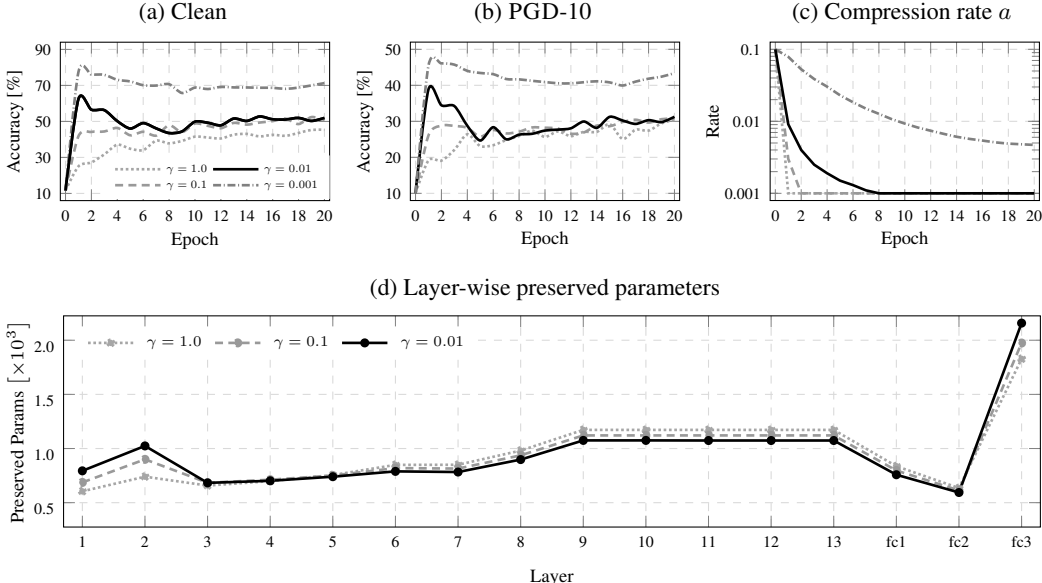 (a) Clean
(b) PGD-10
(c) Compression rate a
Accuracy [%]
90
70
50
30
10
γ = 1.0
γ = 0.01
γ = 0.1
γ = 0.001
0 2 4 6 8 10 12 14 16 18 20
Epoch
Accuracy [%]
50
40
30
20
10
0 2 4 6 8 10 12 14 16 18 20
Epoch
Rate
0.1
0.01
0.001
0 2 4 6 8 10 12 14 16 18 20
Epoch
(d) Layer-wise preserved parameters
Preserved Params [×10³]
2.0
1.5
1.0
0.5
γ = 1.0 γ = 0.1 γ = 0.01
1 2 3 4 5 6 7 8 9 10 11 12 13 fc1 fc2 fc3
Layer